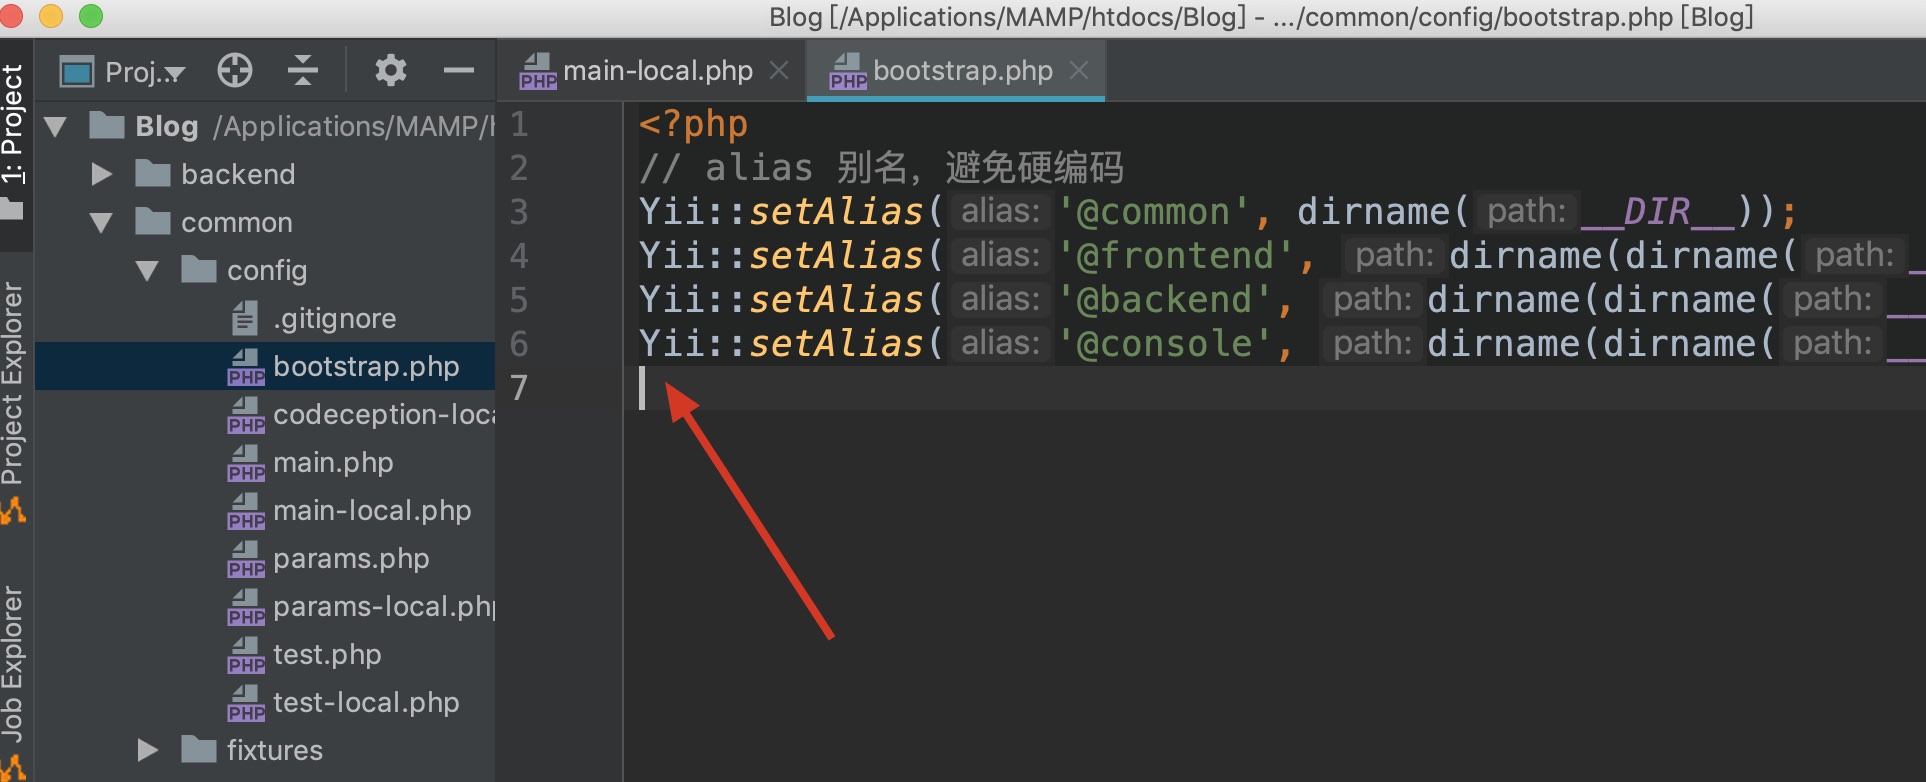 Blog [/Applications/MAMP/htdocs/Blog] - .../common/config/bootstrap.php [Blog]
1: Project
Project Explorer
Job Explorer
Proj...
Blog /Applications/MAMP/
backend
common
config
.gitignore
bootstrap.php
codeception-loc
main.php
main-local.php
params.php
params-local.ph
test.php
test-local.php
fixtures
main-local.php
bootstrap.php
1 <?php
2 // alias 别名，避免硬编码
3 Yii::setAlias( alias: '@common', dirname( path: __DIR__));
4 Yii::setAlias( alias: '@frontend', path: dirname(dirname( path: _
5 Yii::setAlias( alias: '@backend', path: dirname(dirname( path: __
6 Yii::setAlias( alias: '@console', path: dirname(dirname( path: __
7